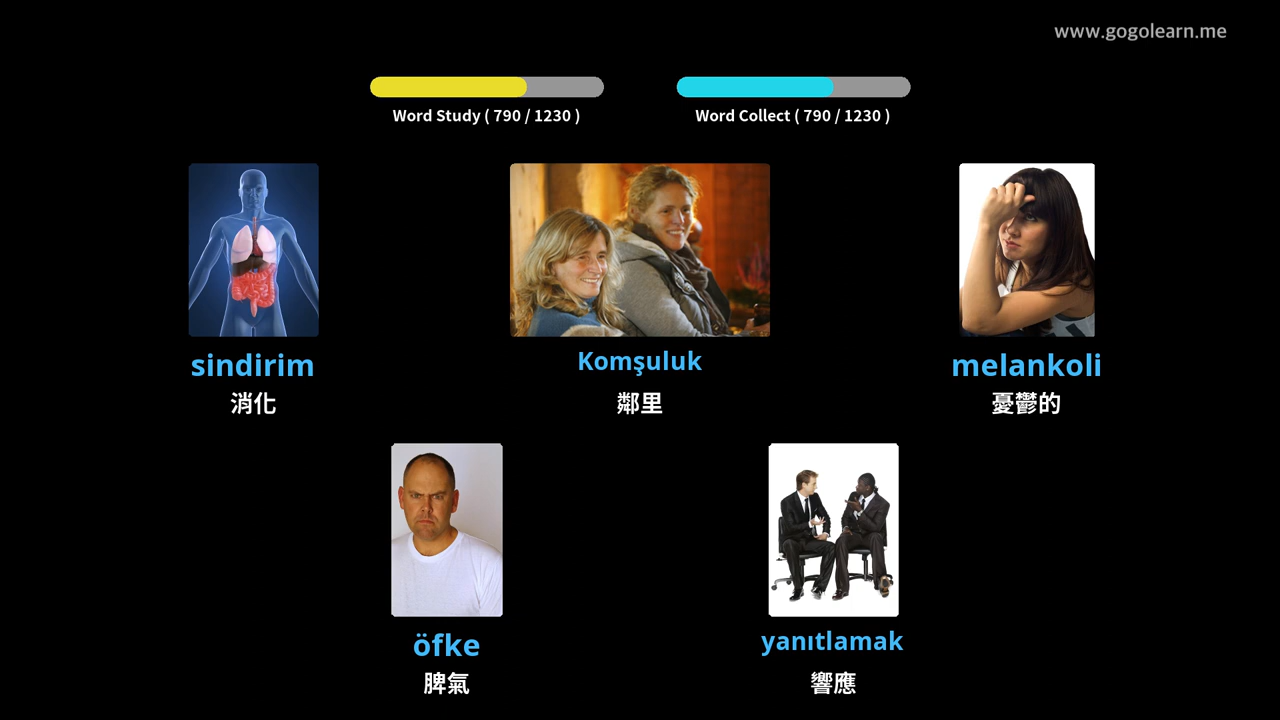 www.gogolearn.me
Word Study ( 790 / 1230 )
Word Collect ( 790 / 1230 )
sindirim
消化
Komşuluk
鄰里
melankoli
憂鬱的
öfke
脾氣
yanıtlamak
響應